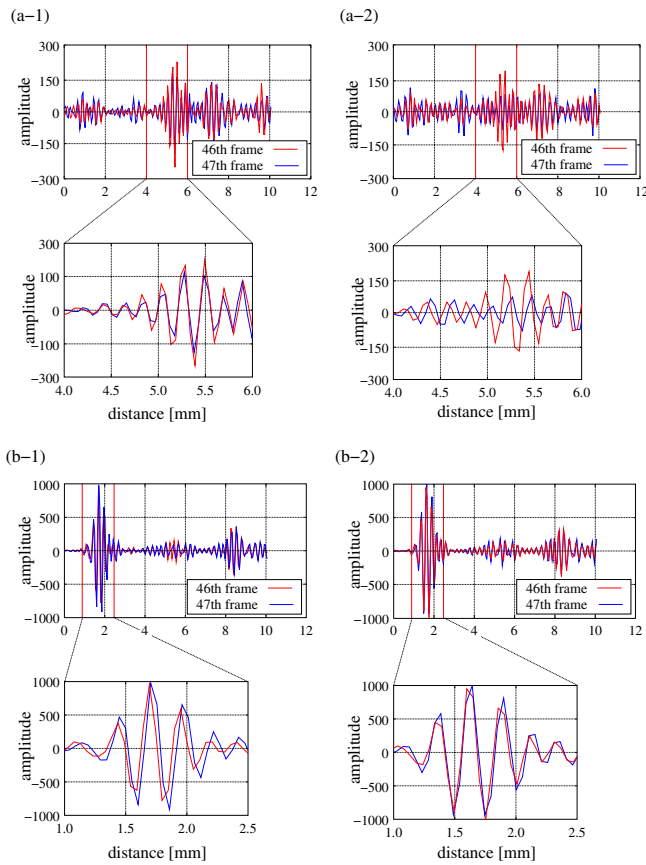 (a−1)
300
150
0
−150
−300
amplitude
46th frame
47th frame
0 2 4 6 8 10 12
300
100
0
−100
−300
amplitude
4.0 4.5 5.0 5.5 6.0
distance [mm]
(a−2)
300
150
0
−150
−300
amplitude
46th frame
47th frame
0 2 4 6 8 10 12
300
150
0
−150
−300
amplitude
4.0 4.5 5.0 5.5 6.0
distance [mm]
(b−1)
1000
500
0
−500
−1000
amplitude
46th frame
47th frame
0 2 4 6 8 10 12
1000
500
0
−500
−1000
amplitude
1.0 1.5 2.0 2.5
distance [mm]
(b−2)
1000
500
0
−500
−1000
amplitude
46th frame
47th frame
0 2 4 6 8 10 12
1000
500
0
−500
−1000
amplitude
1.0 1.5 2.0 2.5
distance [mm]